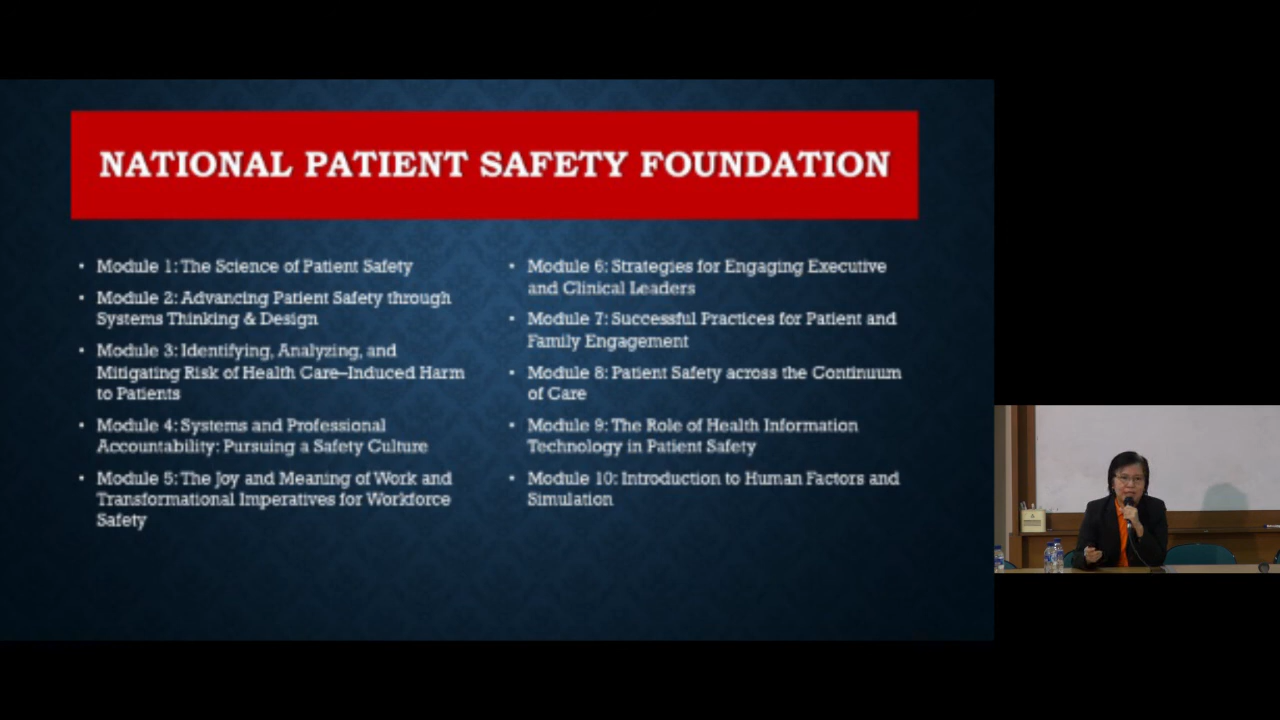 NATIONAL PATIENT SAFETY FOUNDATION
• Module 1: The Science of Patient Safety
• Module 2: Advancing Patient Safety through
Systems Thinking & Design
• Module 3: Identifying, Analyzing, and
Mitigating Risk of Health Care–Induced Harm
to Patients
• Module 4: Systems and Professional
Accountability: Pursuing a Safety Culture
• Module 5: The Joy and Meaning of Work and
Transformational Imperatives for Workforce
Safety
• Module 6: Strategies for Engaging Executive
and Clinical Leaders
• Module 7: Successful Practices for Patient and
Family Engagement
• Module 8: Patient Safety across the Continuum
of Care
• Module 9: The Role of Health Information
Technology in Patient Safety
• Module 10: Introduction to Human Factors and
Simulation